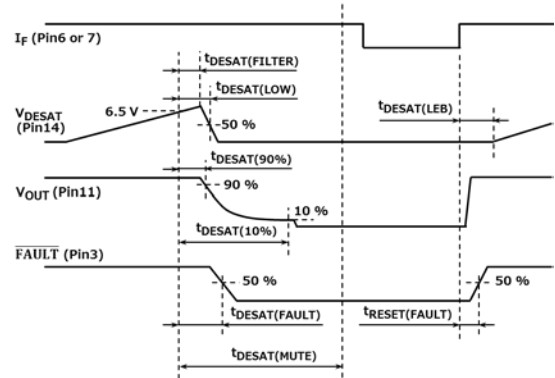 IF (Pin6 or 7)
tDESAT(FILTER)
tDESAT(LOW)
tDESAT(LEB)
6.5 V
VDESAT
(Pin14)
50 %
tDESAT(90%)
VOUT (Pin11)
90 %
10 %
tDESAT(10%)
FAULT (Pin3)
50 %
50 %
tDESAT(FAULT)
tRESET(FAULT)
tDESAT(MUTE)